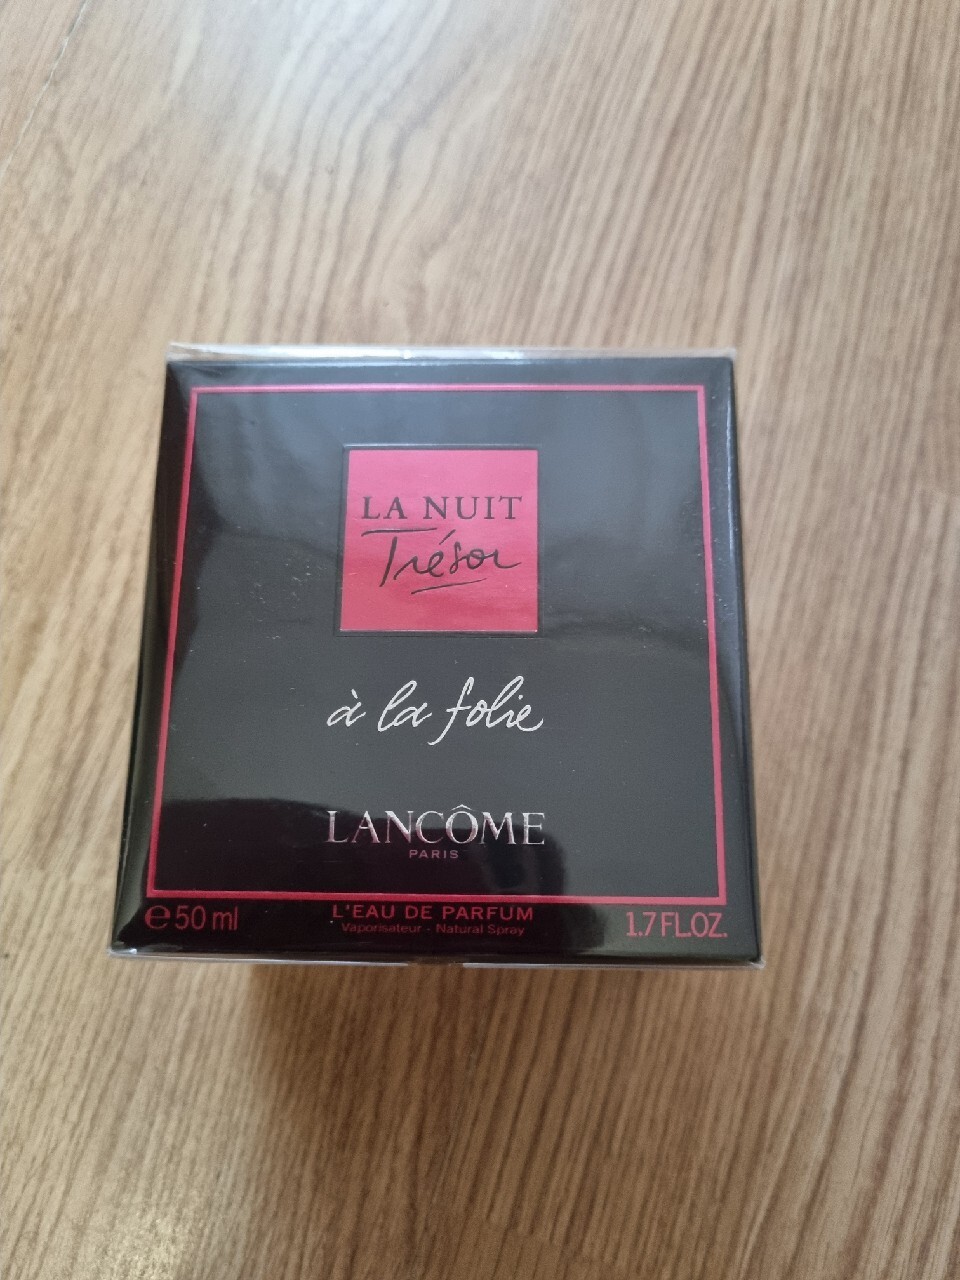 LA NUIT
Trésor
à la folie
LANCÔME
PARIS
℮50 ml
L'EAU DE PARFUM
Vaporisateur - Natural Spray
1.7 FL.OZ.